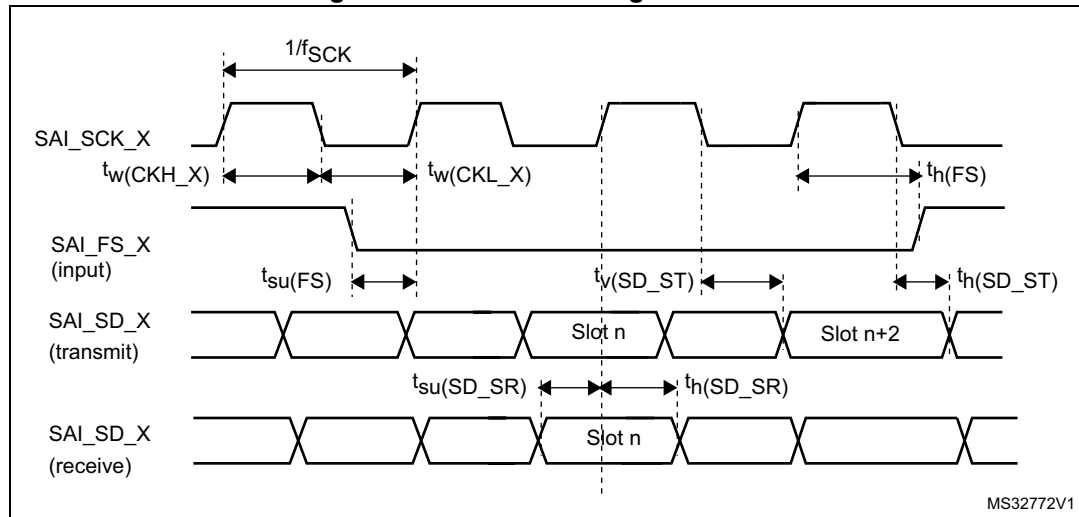 1/fSCK
SAI_SCK_X
tw(CKH_X)
tw(CKL_X)
th(FS)
SAI_FS_X
(input)
tsu(FS)
tv(SD_ST)
th(SD_ST)
SAI_SD_X
(transmit)
Slot n
Slot n+2
tsu(SD_SR)
th(SD_SR)
SAI_SD_X
(receive)
Slot n
MS32772V1